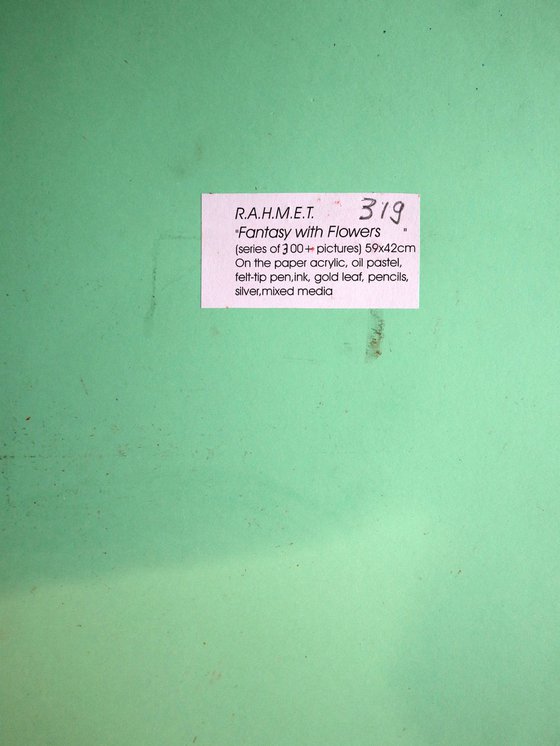 R.A.H.M.E.T. 319
"Fantasy with Flowers "
(series of 300+ pictures) 59x42cm
On the paper acrylic, oil pastel,
felt-tip pen,ink, gold leaf, pencils,
silver,mixed media